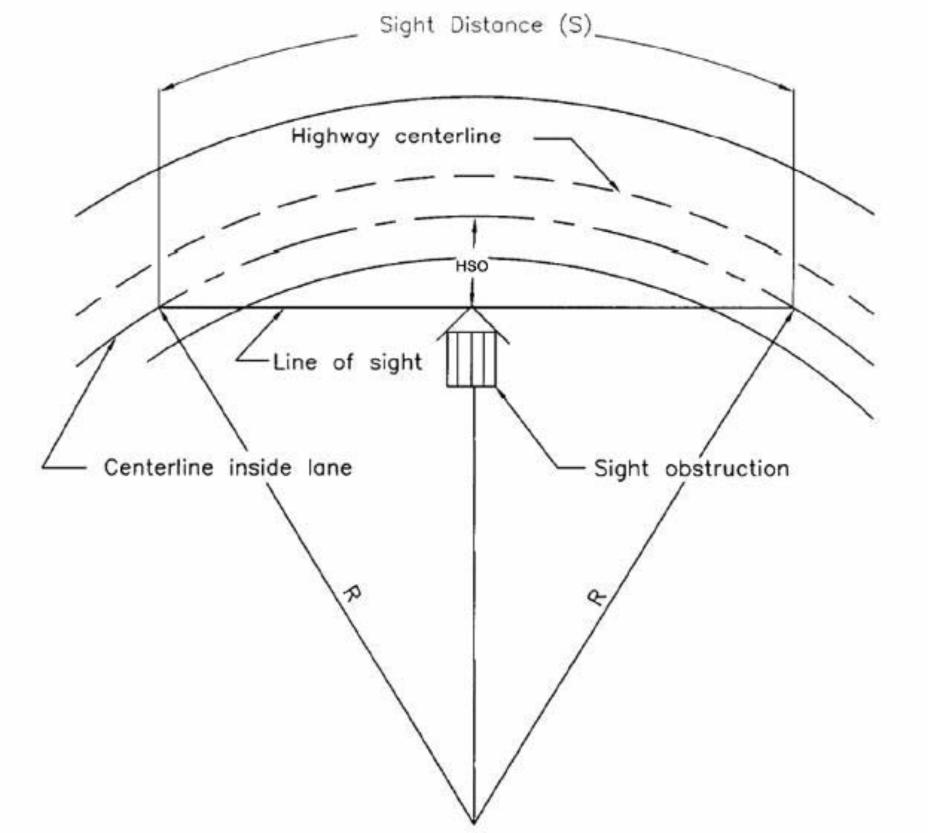 Sight Distance (S)
Highway centerline
HSO
Line of sight
Centerline inside lane
Sight obstruction
R
R